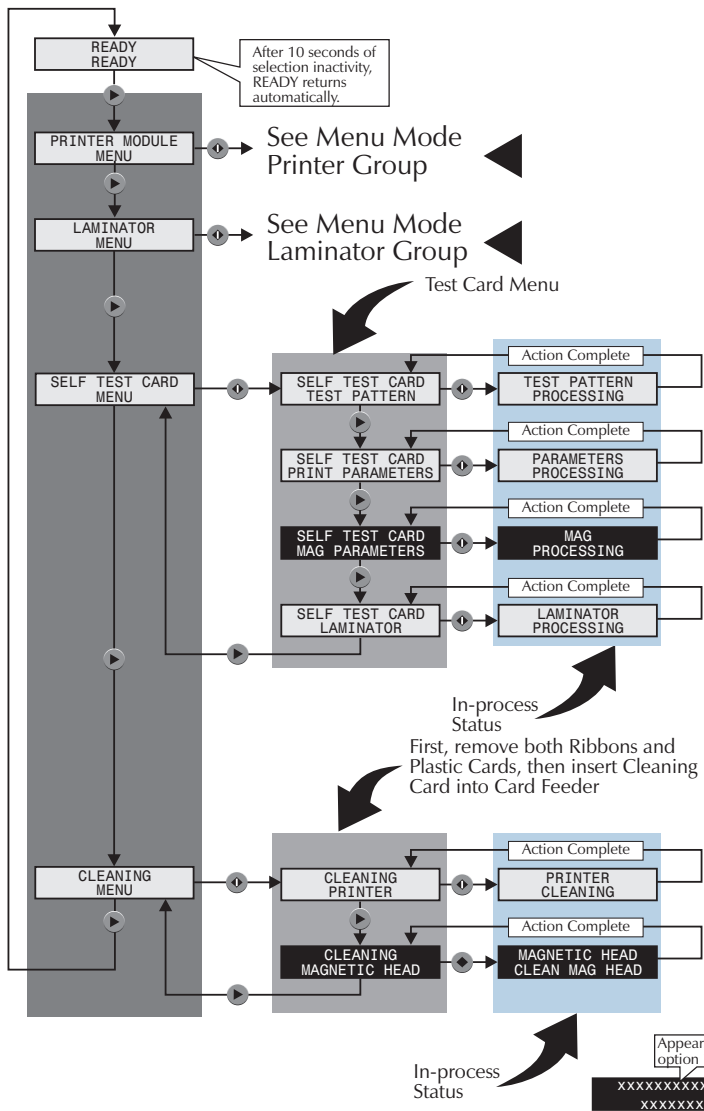 READY
READY
After 10 seconds of
selection inactivity,
READY returns
automatically.
PRINTER MODULE
MENU
See Menu Mode
Printer Group
LAMINATOR
MENU
See Menu Mode
Laminator Group
Test Card Menu
Action Complete
SELF TEST CARD
MENU
SELF TEST CARD
TEST PATTERN
TEST PATTERN
PROCESSING
Action Complete
SELF TEST CARD
PRINT PARAMETERS
PARAMETERS
PROCESSING
Action Complete
SELF TEST CARD
MAG PARAMETERS
MAG
PROCESSING
Action Complete
SELF TEST CARD
LAMINATOR
LAMINATOR
PROCESSING
In-process
Status
First, remove both Ribbons and
Plastic Cards, then insert Cleaning
Card into Card Feeder
Action Complete
CLEANING
MENU
CLEANING
PRINTER
PRINTER
CLEANING
Action Complete
CLEANING
MAGNETIC HEAD
MAGNETIC HEAD
CLEAN MAG HEAD
In-process
Status
option